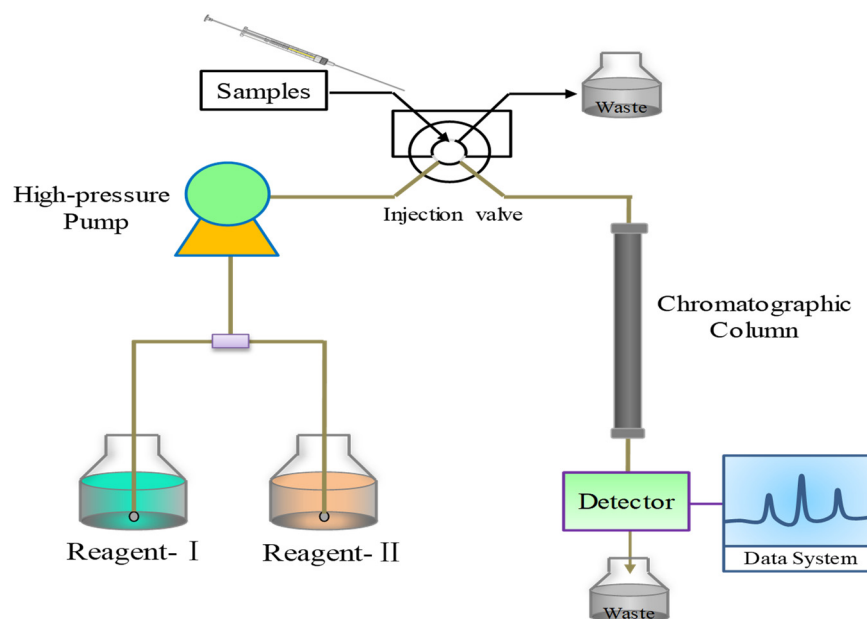 Samples
Waste
High-pressure
Pump
Injection valve
Chromatographic
Column
Detector
Reagent- Ⅰ
Reagent- Ⅱ
Data System
Waste